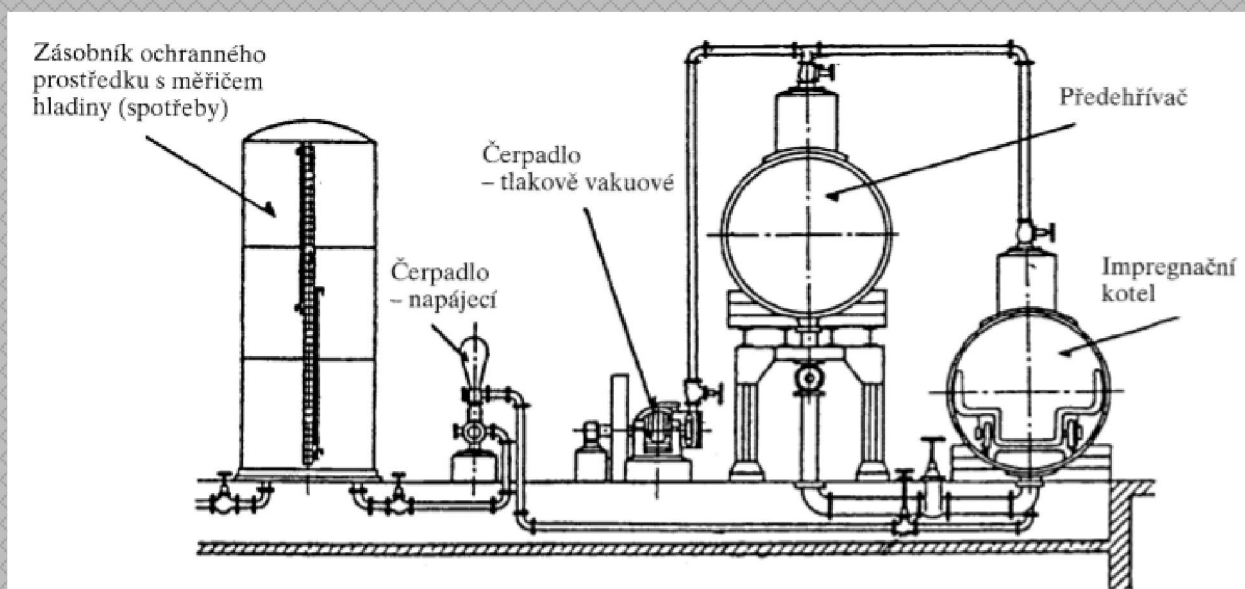 Zásobník ochranného
prostředku s měřičem
hladiny (spotřeby)
Čerpadlo
– napájecí
Čerpadlo
– tlakově vakuové
Předehřívač
Impregnační
kotel